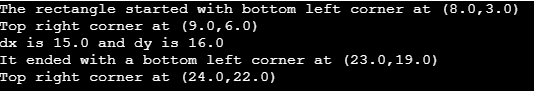 The rectangle started with bottom left corner at (8.0,3.0)
Top right corner at (9.0,6.0)
dx is 15.0 and dy is 16.0
It ended with a bottom left corner at (23.0,19.0)
Top right corner at (24.0,22.0)